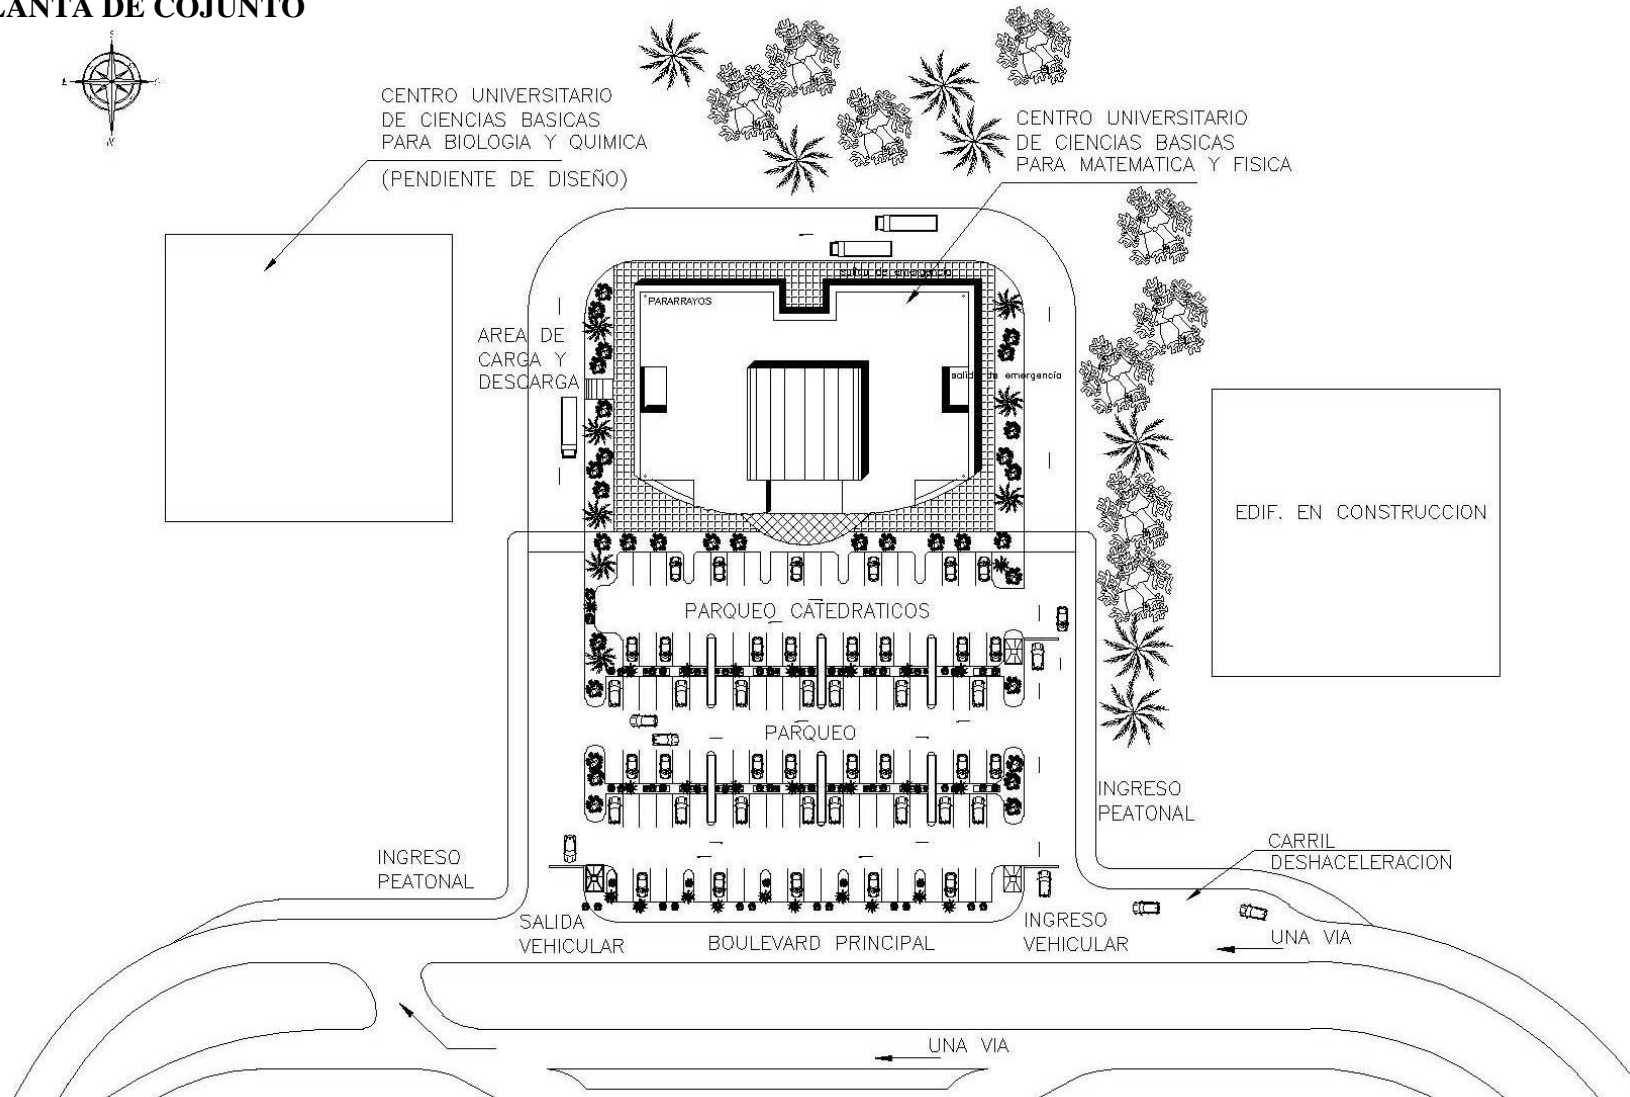 LANTA DE COJUNTO
S
N
CENTRO UNIVERSITARIO
DE CIENCIAS BASICAS
PARA BIOLOGIA Y QUIMICA
(PENDIENTE DE DISEÑO)
CENTRO UNIVERSITARIO
DE CIENCIAS BASICAS
PARA MATEMATICA Y FISICA
salida de emergencia
PARARRAYOS
AREA DE
CARGA Y
DESCARGA
salida de emergencia
EDIF. EN CONSTRUCCION
PARQUEO CATEDRATICOS
PARQUEO
INGRESO
PEATONAL
CARRIL
DESHACELERACION
INGRESO
PEATONAL
SALIDA
VEHICULAR
BOULEVARD PRINCIPAL
INGRESO
VEHICULAR
UNA VIA
UNA VIA